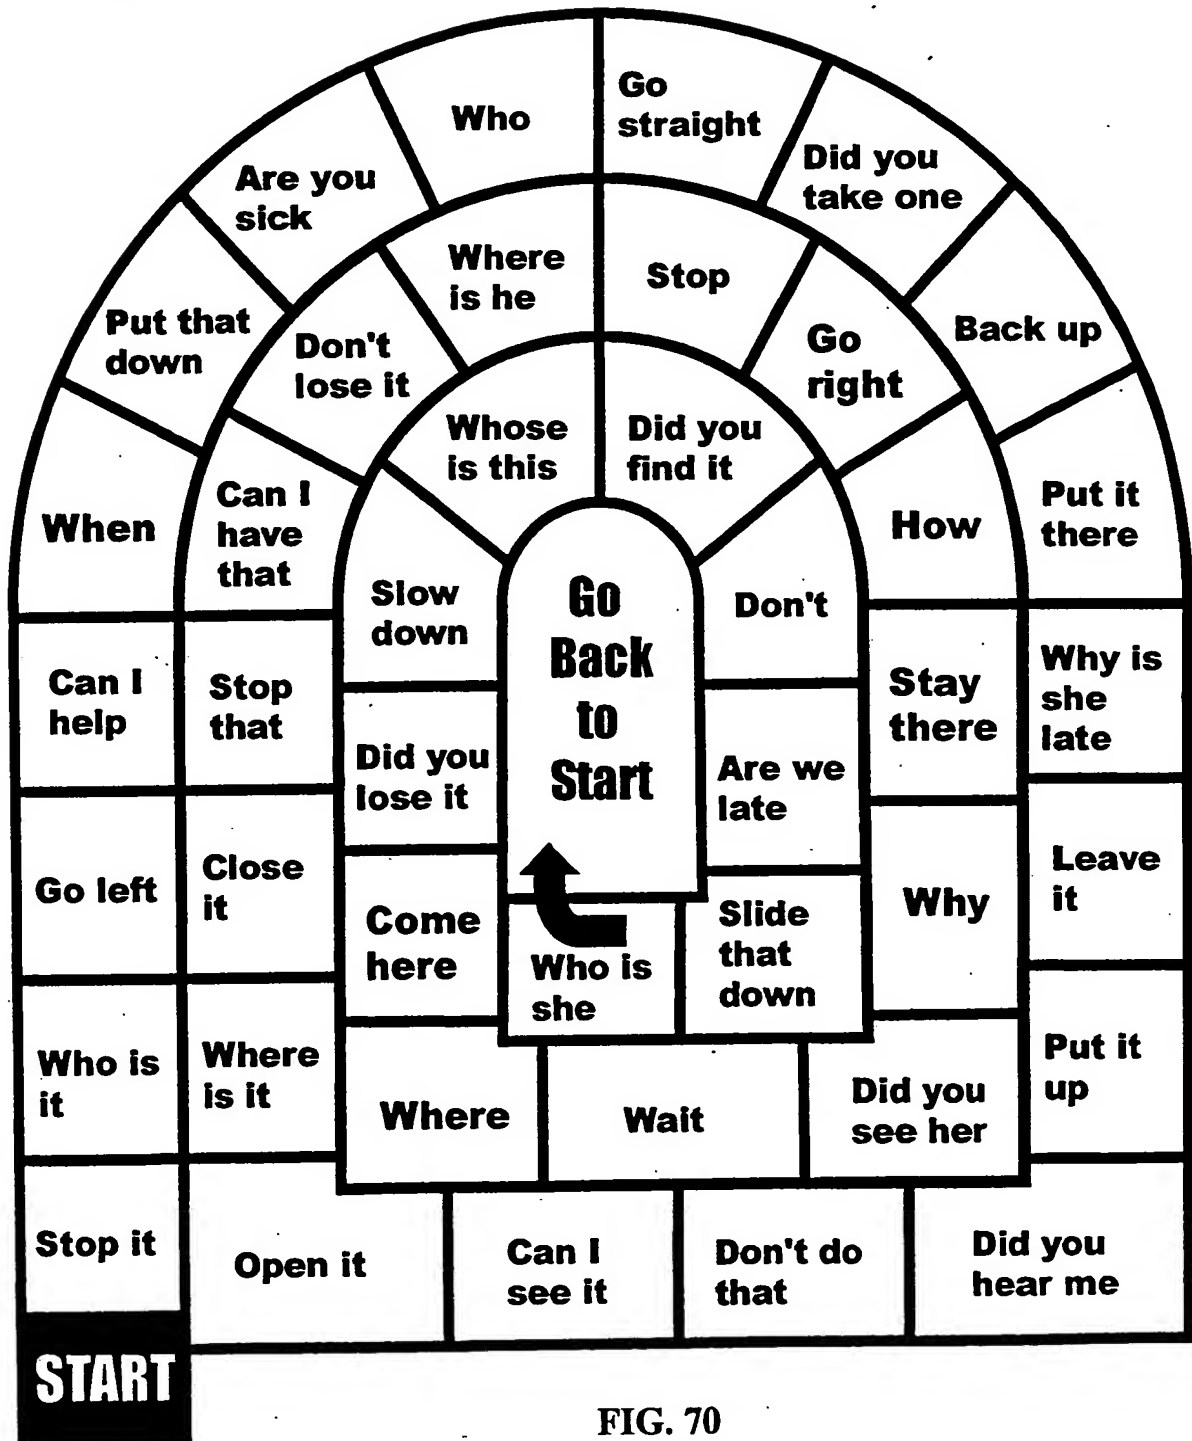 Who
Go
straight
Are you
sick
Did you
take one
Where
is he
Stop
Put that
down
Don't
lose it
Go
right
Back up
Whose
is this
Did you
find it
When
Can I
have
that
How
Put it
there
Slow
down
Go
Back
to
Start
Don't
Can I
help
Stop
that
Stay
there
Why is
she
late
Did you
lose it
Are we
late
Go left
Close
it
Come
here
Who is
she
Slide
that
down
Why
Leave
it
Who is
it
Where
is it
Where
Wait
Did you
see her
Put it
up
Stop it
Open it
Can I
see it
Don't do
that
Did you
hear me
START
FIG. 70